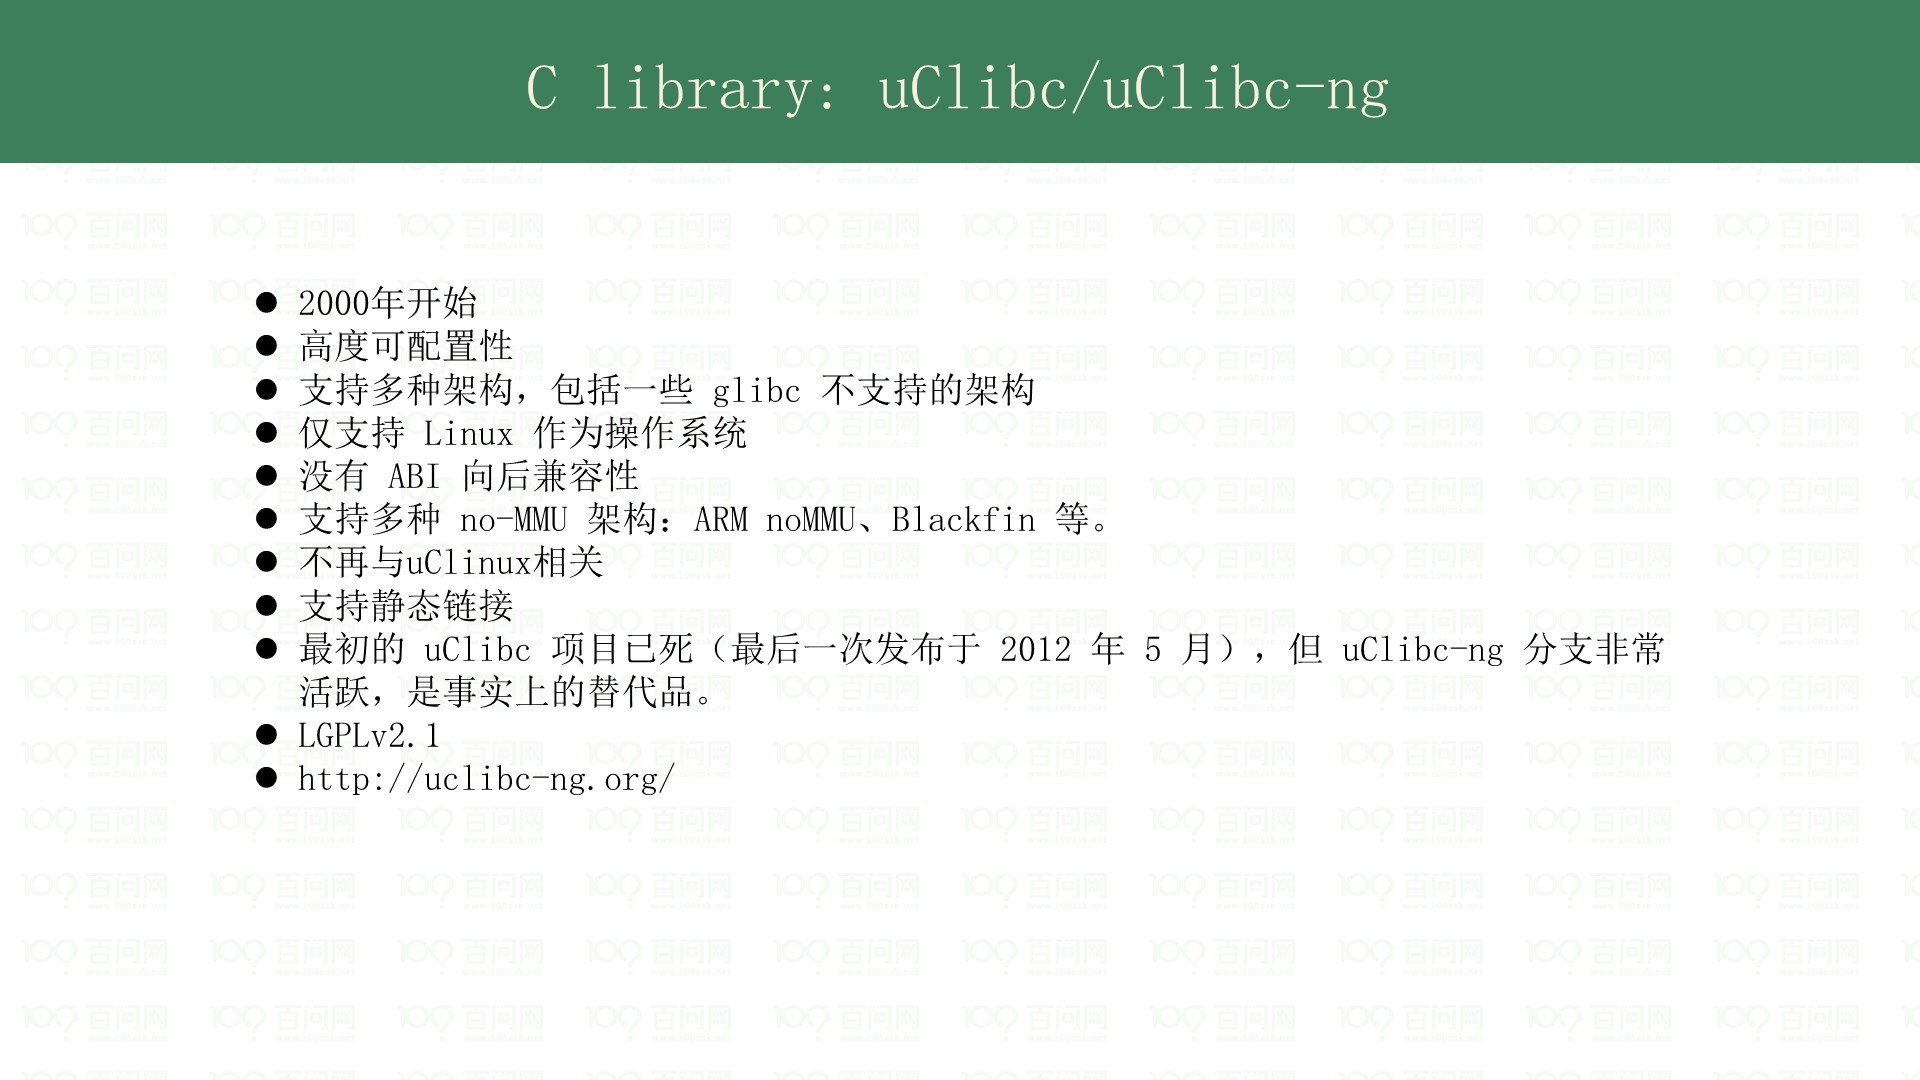 C library: uClibc/uClibc-ng
● 2000年开始
● 高度可配置性
● 支持多种架构，包括一些 glibc 不支持的架构
● 仅支持 Linux 作为操作系统
● 没有 ABI 向后兼容性
● 支持多种 no-MMU 架构：ARM noMMU、Blackfin 等。
● 不再与uClinux相关
● 支持静态链接
● 最初的 uClibc 项目已死（最后一次发布于 2012 年 5 月），但 uClibc-ng 分支非常
活跃，是事实上的替代品。
● LGPLv2.1
● http://uclibc-ng.org/
百问网
www.100ask.net